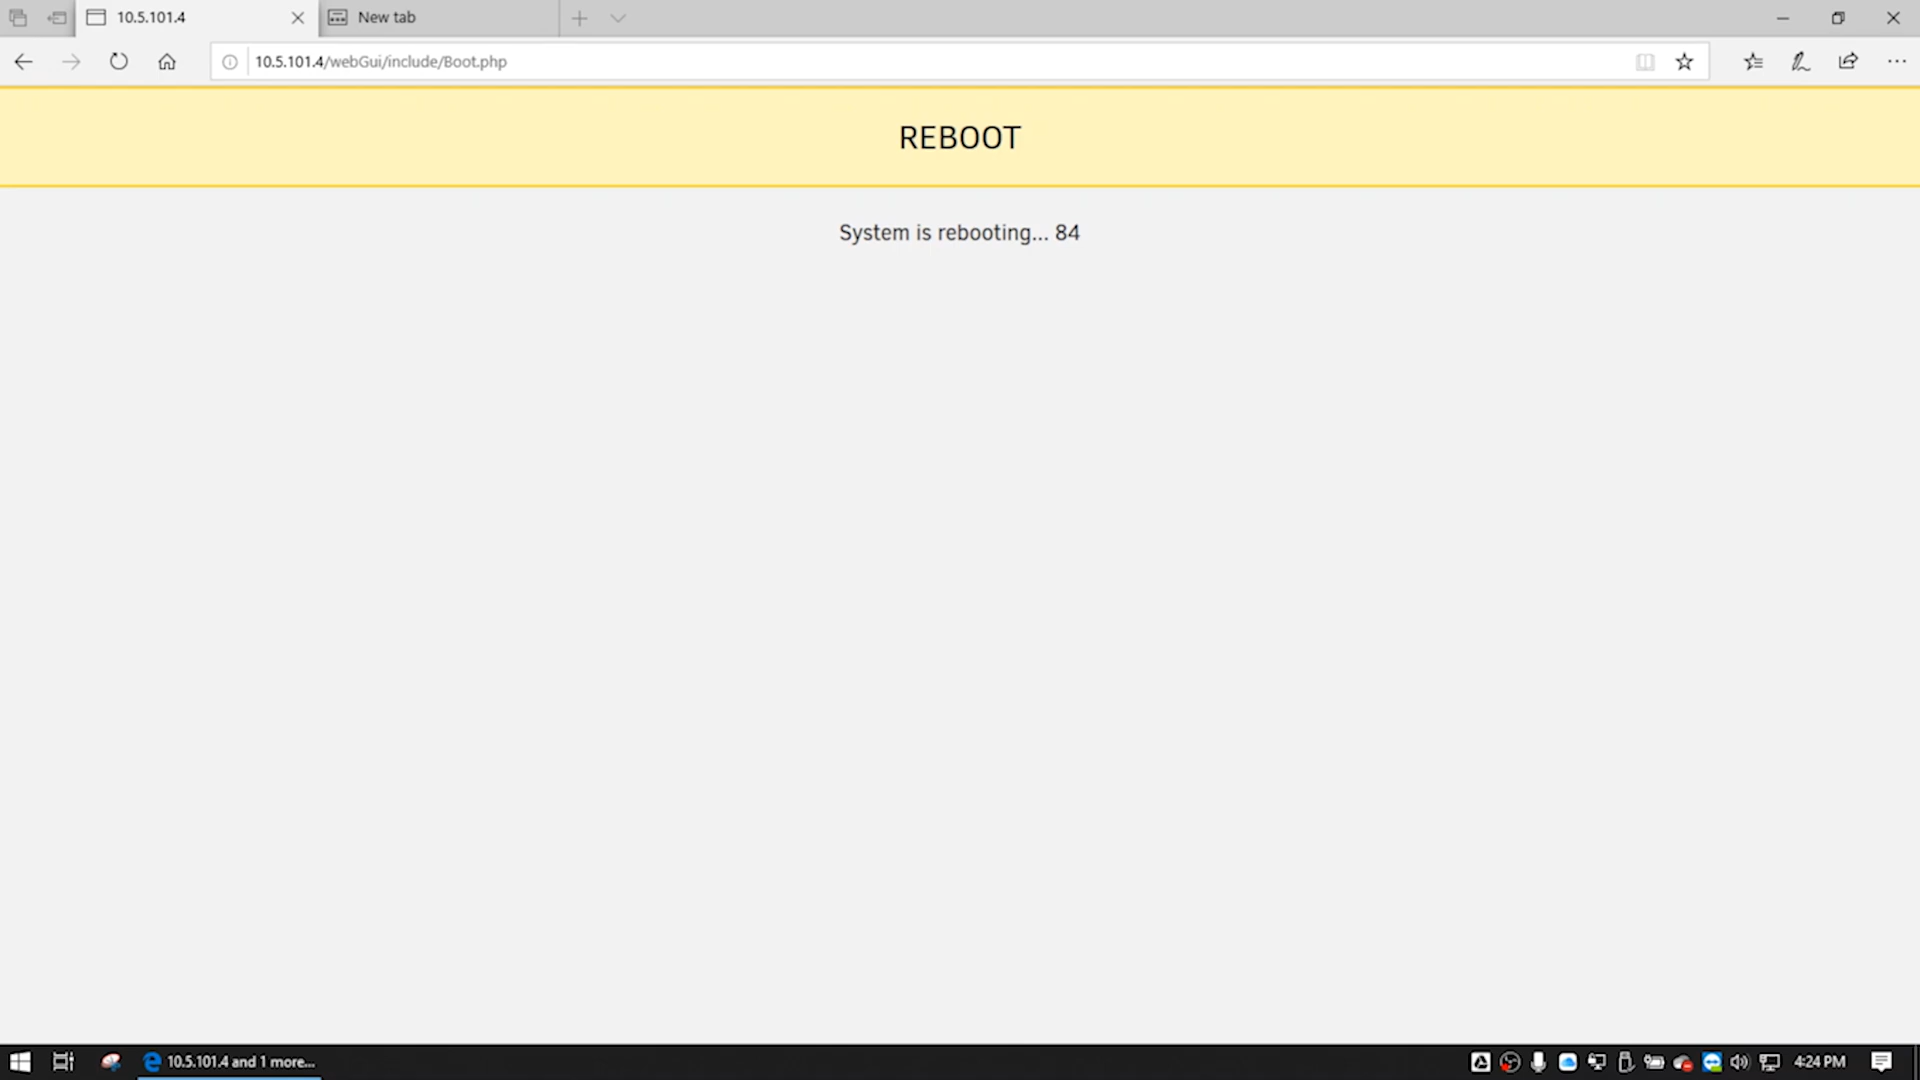 10.5.101.4
New tab
10.5.101.4/webGui/include/Boot.php
REBOOT
System is rebooting... 84
10.5.101.4 and 1 more...
4:24 PM